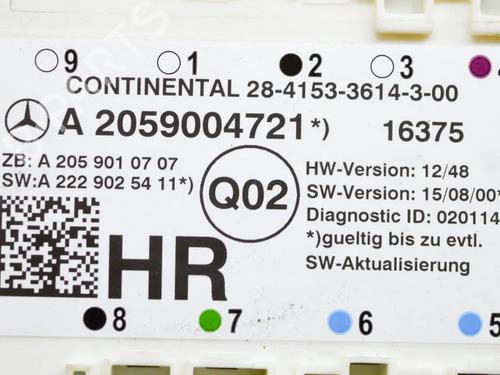 9 1 2 3
CONTINENTAL 28-4153-3614-3-00
A 2059004721*) 16375
ZB: A 205 901 07 07
SW:A 222 902 54 11*)
Q02
HW-Version: 12/48
SW-Version: 15/08/00*
Diagnostic ID: 020114
*)gueltig bis zu evtl.
SW-Aktualisierung
HR
8 7 6 5